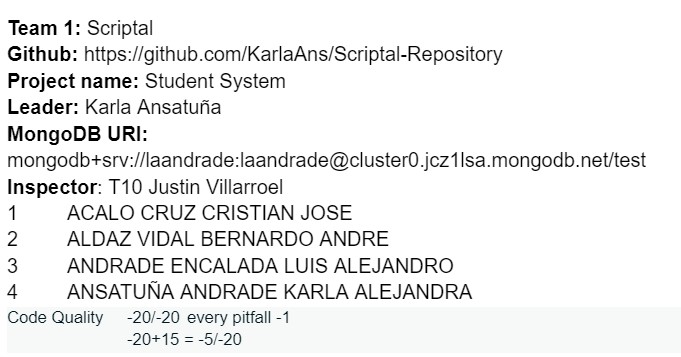 Team 1: Scriptal
Github: https://github.com/KarlaAns/Scriptal-Repository
Project name: Student System
Leader: Karla Ansatuña
MongoDB URI:
mongodb+srv://laandrade:laandrade@cluster0.jcz1lsa.mongodb.net/test
Inspector: T10 Justin Villarroel
1 ACALO CRUZ CRISTIAN JOSE
2 ALDAZ VIDAL BERNARDO ANDRE
3 ANDRADE ENCALADA LUIS ALEJANDRO
4 ANSATUÑA ANDRADE KARLA ALEJANDRA
Code Quality -20/-20 every pitfall -1
-20+15 = -5/-20